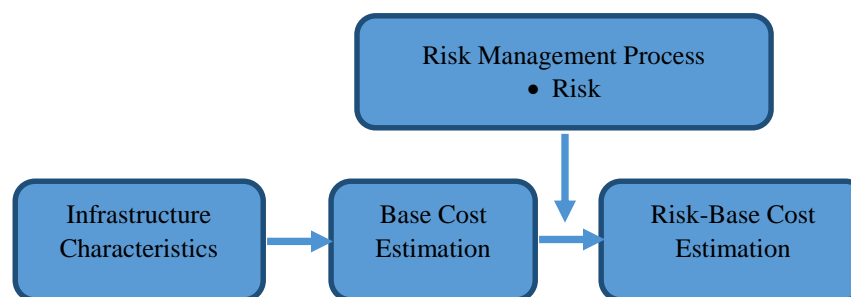 Risk Management Process
• Risk
Infrastructure
Characteristics
Base Cost
Estimation
Risk-Base Cost
Estimation